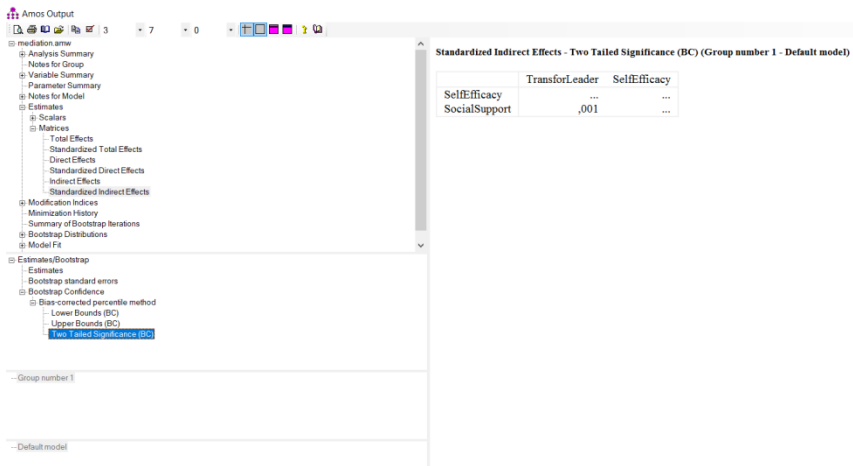 Amos Output
3 7 0
mediation.amw
Analysis Summary
Notes for Group
Variable Summary
Parameter Summary
Notes for Model
Estimates
Scalars
Matrices
Total Effects
Standardized Total Effects
Direct Effects
Standardized Direct Effects
Indirect Effects
Standardized Indirect Effects
Modification Indices
Minimization History
Summary of Bootstrap Iterations
Bootstrap Distributions
Model Fit
Estimates/Bootstrap
Estimates
Bootstrap standard errors
Bootstrap Confidence
Bias-corrected percentile method
Lower Bounds (BC)
Upper Bounds (BC)
Two Tailed Significance (BC)
Group number 1
Default model
Standardized Indirect Effects - Two Tailed Significance (BC) (Group number 1 - Default model)
TransforLeader SelfEfficacy
SelfEfficacy ... ...
SocialSupport ,001 ...